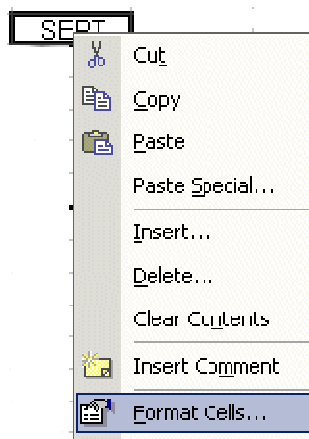 SEPT
Cut
Copy
Paste
Paste Special...
Insert...
Delete...
Clear Contents
Insert Comment
Format Cells...